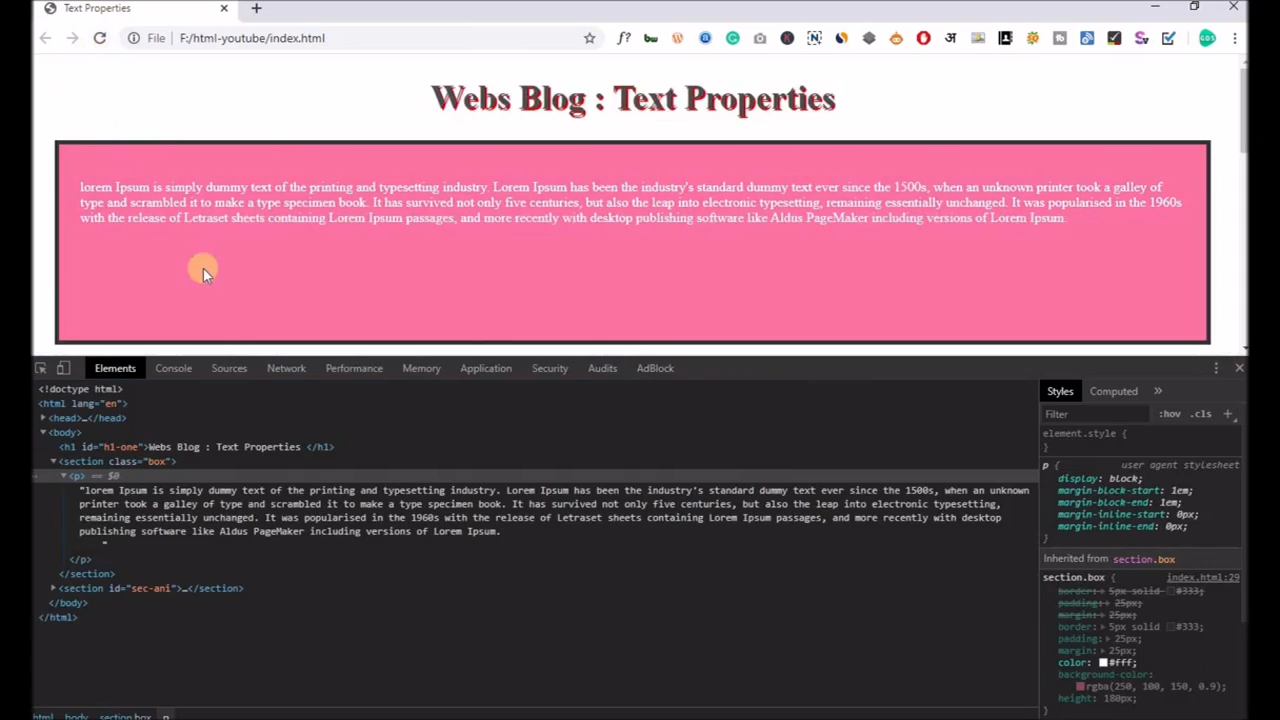 Text Properties
File F:/html-youtube/index.html
Webs Blog : Text Properties
lorem Ipsum is simply dummy text of the printing and typesetting industry. Lorem Ipsum has been the industry's standard dummy text ever since the 1500s, when an unknown printer took a galley of
type and scrambled it to make a type specimen book. It has survived not only five centuries, but also the leap into electronic typesetting, remaining essentially unchanged. It was popularised in the 1960s
with the release of Letraset sheets containing Lorem Ipsum passages, and more recently with desktop publishing software like Aldus PageMaker including versions of Lorem Ipsum.
Elements Console Sources Network Performance Memory Application Security Audits AdBlock
<!doctype html>
<html lang="en">
<head>…</head>
<body>
<h1 id="h1-one">Webs Blog : Text Properties </h1>
<section class="box">
<p> == $0
"lorem Ipsum is simply dummy text of the printing and typesetting industry. Lorem Ipsum has been the industry's standard dummy text ever since the 1500s, when an unknown
printer took a galley of type and scrambled it to make a type specimen book. It has survived not only five centuries, but also the leap into electronic typesetting,
remaining essentially unchanged. It was popularised in the 1960s with the release of Letraset sheets containing Lorem Ipsum passages, and more recently with desktop
publishing software like Aldus PageMaker including versions of Lorem Ipsum.
"
</p>
</section>
<section id="sec-ani">…</section>
</body>
</html>
html body section.box p
Styles Computed »
Filter :hov .cls +
element.style {
}
p { user agent stylesheet
display: block;
margin-block-start: 1em;
margin-block-end: 1em;
margin-inline-start: 0px;
margin-inline-end: 0px;
}
Inherited from section.box
section.box { index.html:29
border: 5px solid #333;
padding: 25px;
margin: 25px;
border: 5px solid #333;
padding: 25px;
margin: 25px;
color: #fff;
background-color:
rgba(250, 100, 150, 0.9);
height: 180px;
}